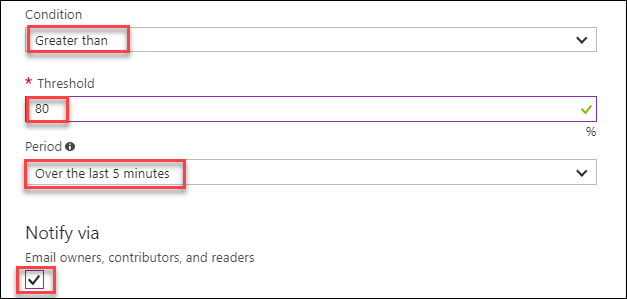 Condition
Greater than
* Threshold
80
%
Period
Over the last 5 minutes
Notify via
Email owners, contributors, and readers